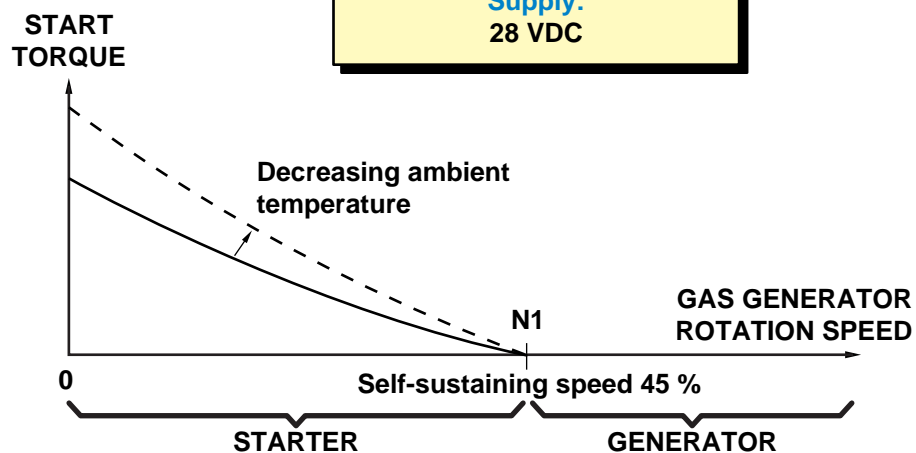 Supply:
28 VDC
START
TORQUE
Decreasing ambient
temperature
GAS GENERATOR
ROTATION SPEED
N1
0
Self-sustaining speed 45 %
STARTER
GENERATOR